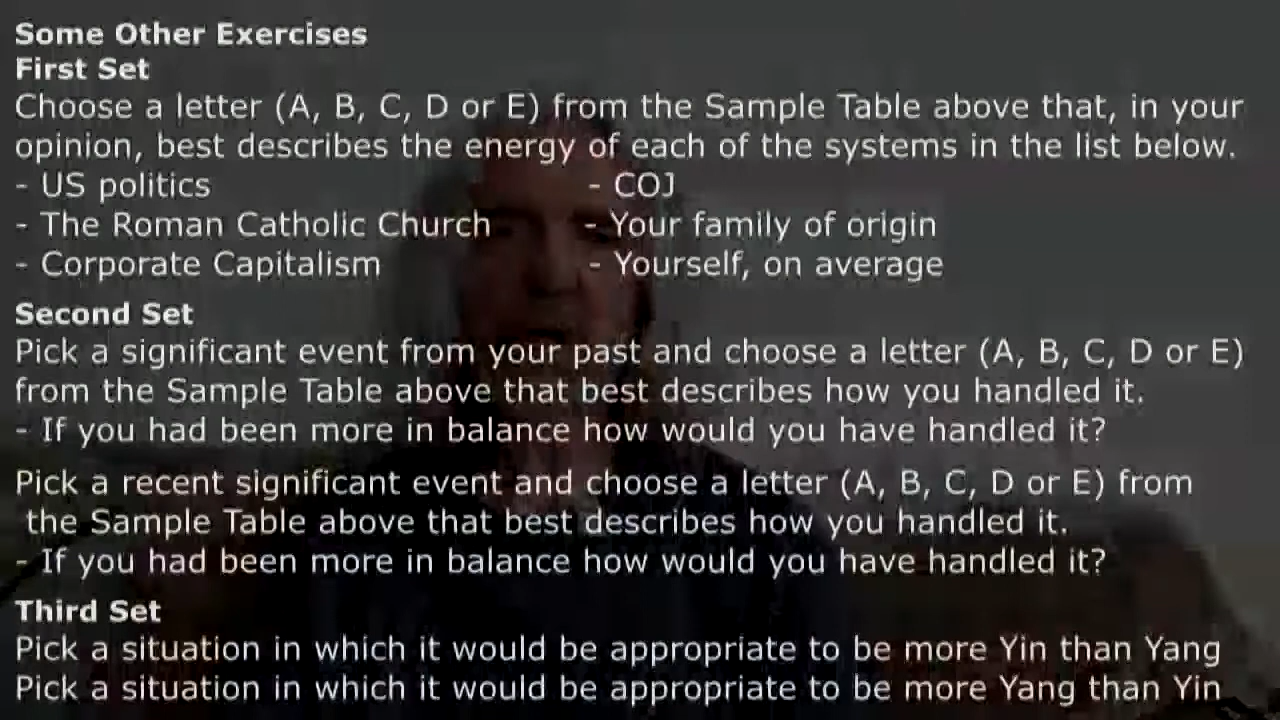 Some Other Exercises
First Set
Choose a letter (A, B, C, D or E) from the Sample Table above that, in your
opinion, best describes the energy of each of the systems in the list below.
- US politics - COJ
- The Roman Catholic Church - Your family of origin
- Corporate Capitalism - Yourself, on average
Second Set
Pick a significant event from your past and choose a letter (A, B, C, D or E)
from the Sample Table above that best describes how you handled it.
- If you had been more in balance how would you have handled it?
Pick a recent significant event and choose a letter (A, B, C, D or E) from
the Sample Table above that best describes how you handled it.
- If you had been more in balance how would you have handled it?
Third Set
Pick a situation in which it would be appropriate to be more Yin than Yang
Pick a situation in which it would be appropriate to be more Yang than Yin